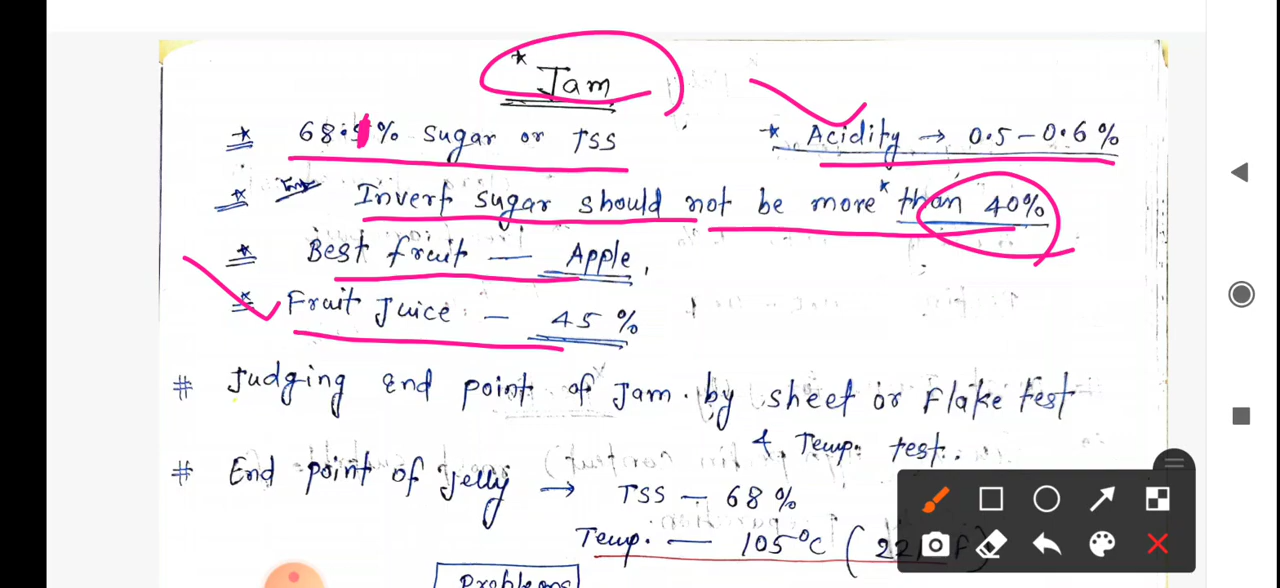 * Jam
* 68.5% sugar or TSS
* Acidity → 0.5 - 0.6%
* Imp Invert sugar should not be more* than 40%
* Best fruit — Apple,
* Fruit Juice: — 45%
# Judging end point of Jam. by sheet or Flake test
& Temp. test.
# End point of Jelly → TSS — 68%
Temp. — 105°C (
Problems